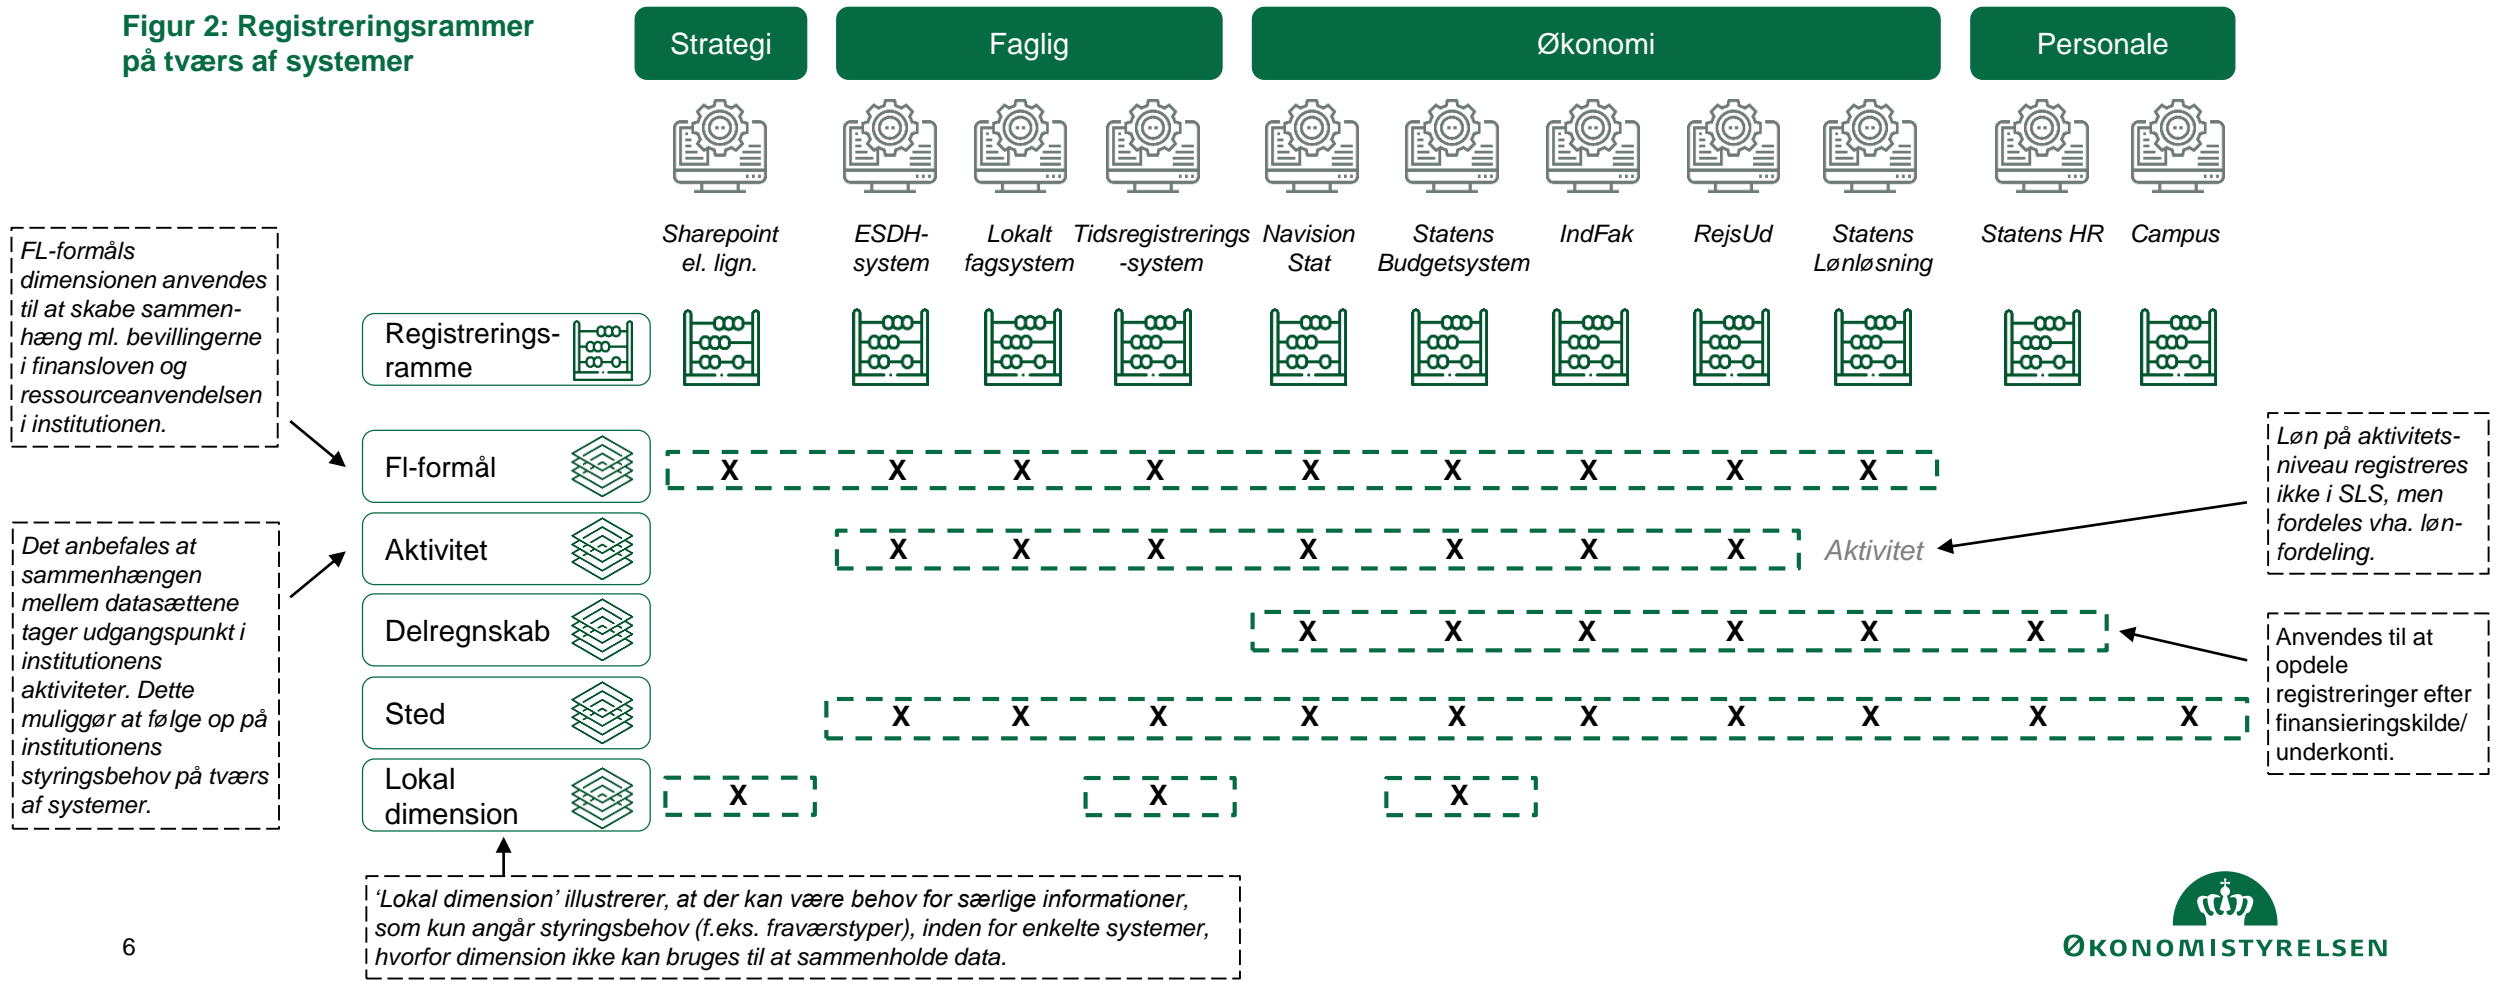 Figur 2: Registreringsrammer
på tværs af systemer
Strategi
Faglig
Økonomi
Personale
Sharepoint
el. lign.
ESDH-
system
Lokalt
fagsystem
Tidsregistrerings
-system
Navision
Stat
Statens
Budgetsystem
IndFak
RejsUd
Statens
Lønløsning
Statens HR
Campus
FL-formåls
dimensionen anvendes
til at skabe sammen-
hæng ml. bevillingerne
i finansloven og
ressourceanvendelsen
i institutionen.
Registrerings-
ramme
Fl-formål
X X X X X X X X X
Løn på aktivitets-
niveau registreres
ikke i SLS, men
fordeles vha. løn-
fordeling.
Det anbefales at
sammenhængen
mellem datasættene
tager udgangspunkt i
institutionens
aktiviteter. Dette
muliggør at følge op på
institutionens
styringsbehov på tværs
af systemer.
Aktivitet
X X X X X X X Aktivitet
Delregnskab
X X X X X X
Anvendes til at
opdele
registreringer efter
finansieringskilde/
underkonti.
Sted
X X X X X X X X X X
Lokal
dimension
X X X
‘Lokal dimension’ illustrerer, at der kan være behov for særlige informationer,
som kun angår styringsbehov (f.eks. fraværstyper), inden for enkelte systemer,
hvorfor dimension ikke kan bruges til at sammenholde data.
6
ØKONOMISTYRELSEN